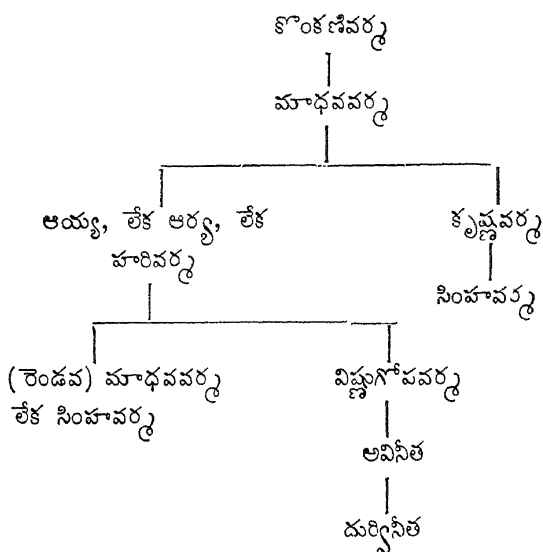 కొంకణివర్మ
మాధవవర్మ
ఆయ్య, లేక ఆర్య, లేక
హరివర్మ
కృష్ణవర్మ
సింహవర్మ
(రెండవ) మాధవవర్మ
లేక సింహవర్మ
విష్ణుగోపవర్మ
అవినీత
దుర్వినీత